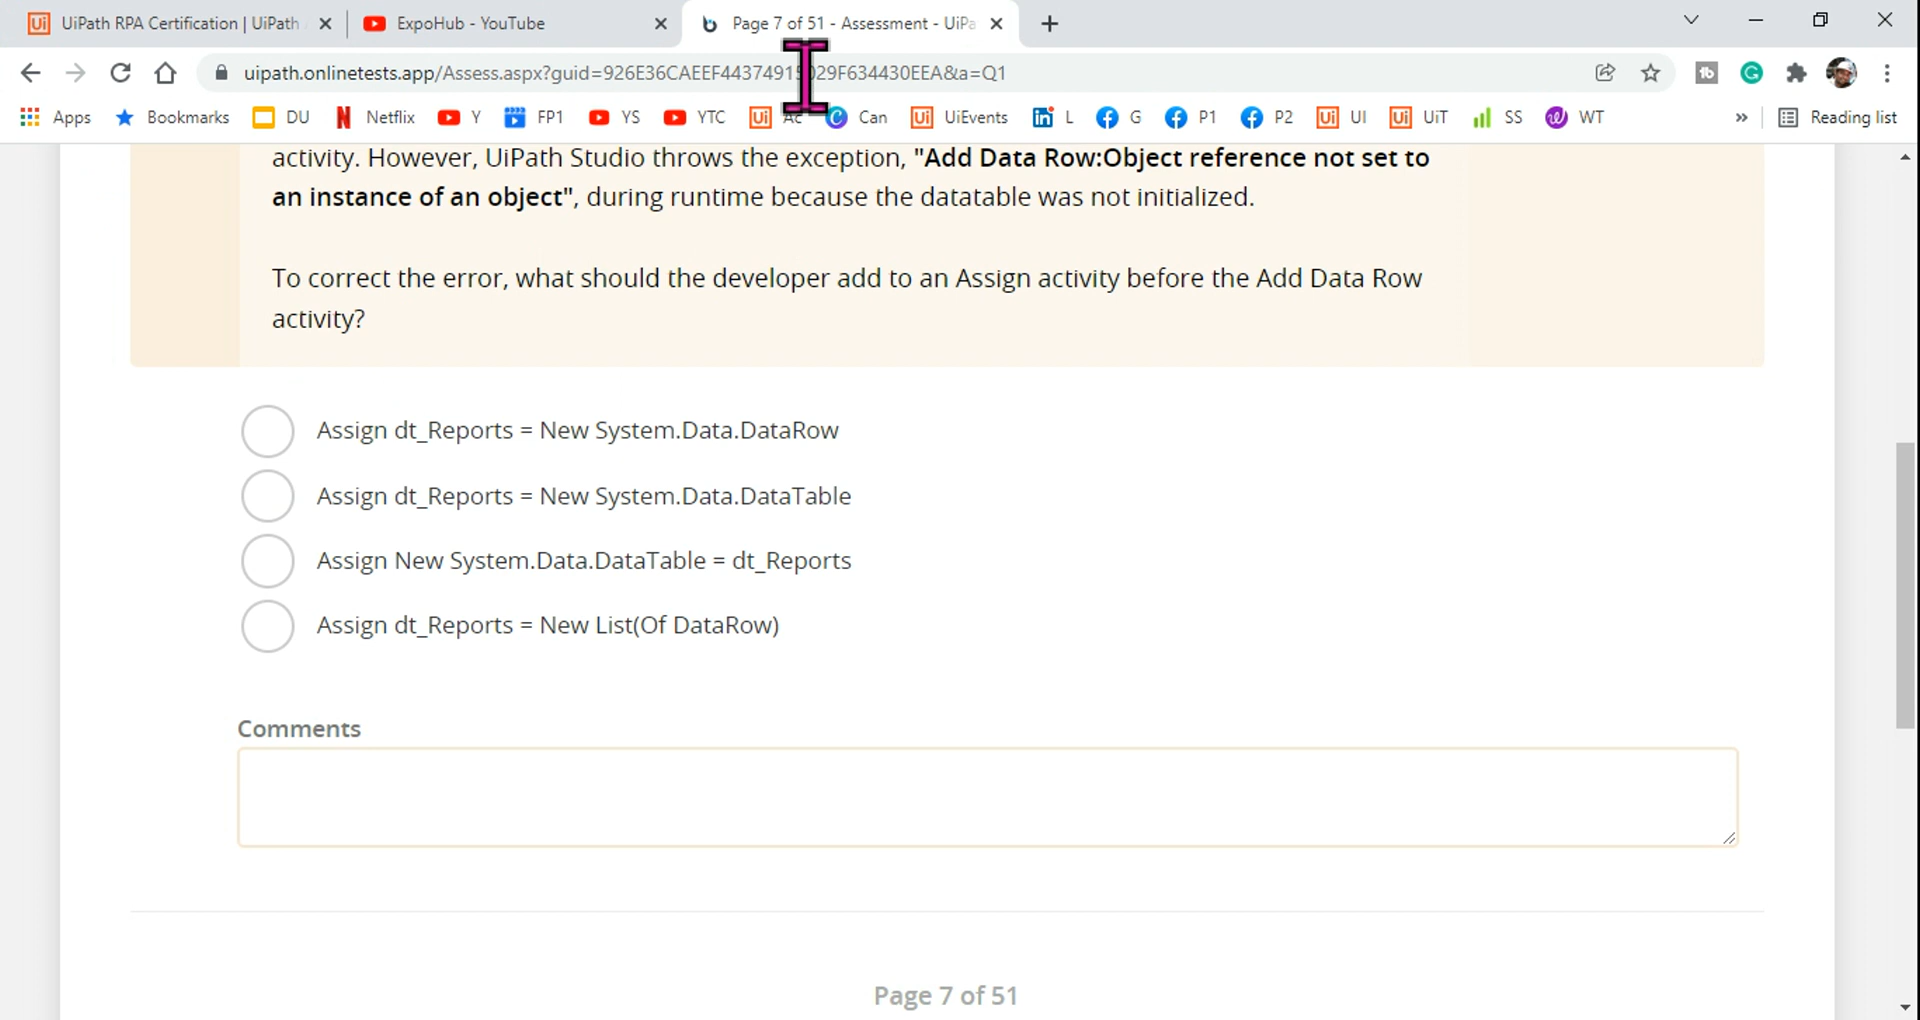 UiPath RPA Certification | UiPath
ExpoHub - YouTube
Page 7 of 51 - Assessment - UiPa
uipath.onlinetests.app/Assess.aspx?guid=926E36CAEEF44374915029F634430EEA&a=Q1
Apps Bookmarks DU Netflix Y FP1 YS YTC Ac Can UiEvents L G P1 P2 UI UiT SS WT » Reading list
activity. However, UiPath Studio throws the exception, "Add Data Row:Object reference not set to
an instance of an object", during runtime because the datatable was not initialized.
To correct the error, what should the developer add to an Assign activity before the Add Data Row
activity?
Assign dt_Reports = New System.Data.DataRow
Assign dt_Reports = New System.Data.DataTable
Assign New System.Data.DataTable = dt_Reports
Assign dt_Reports = New List(Of DataRow)
Comments
Page 7 of 51